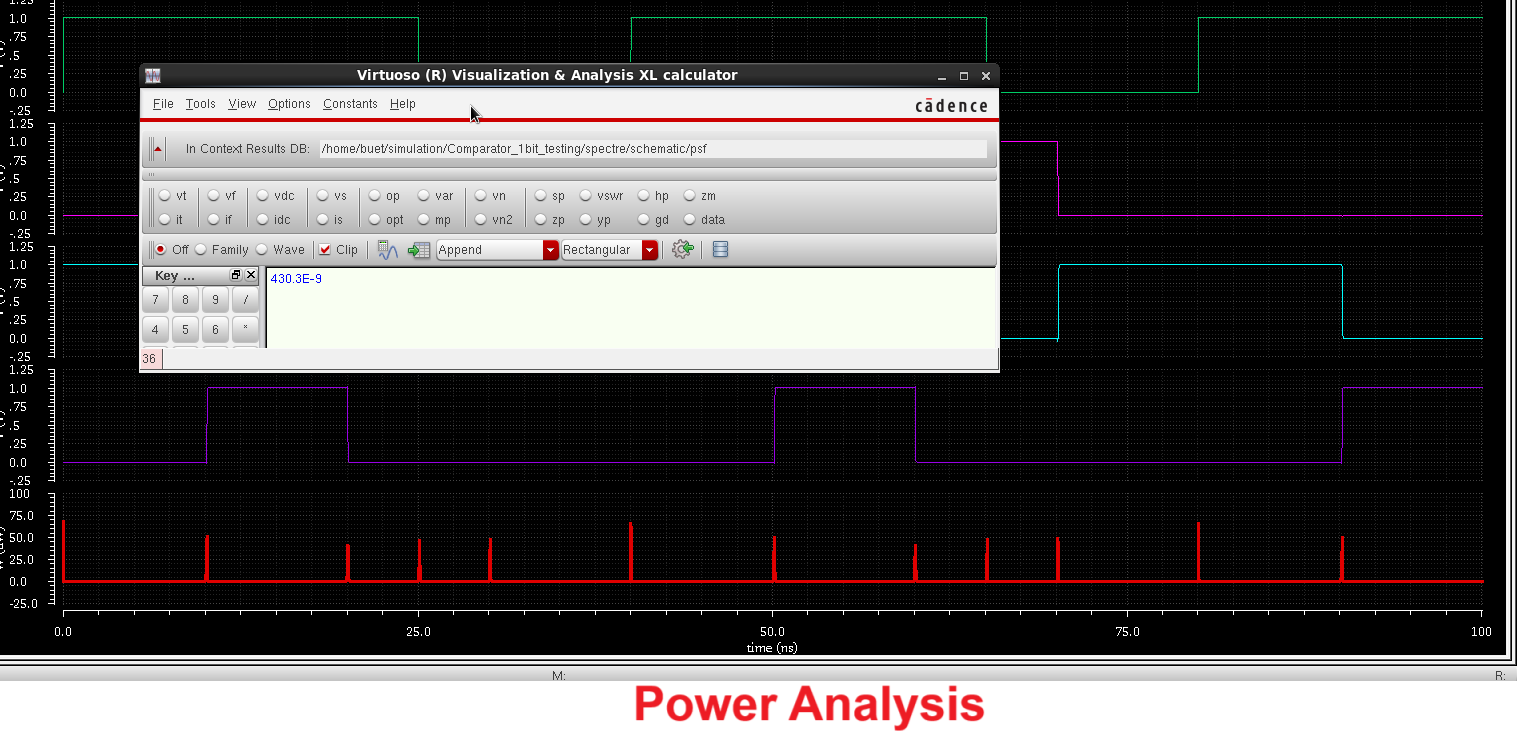 1.25
1.0
.75
.5
.25
0.0
-.25
Virtuoso (R) Visualization & Analysis XL calculator
File Tools View Options Constants Help
cādence
In Context Results DB: /home/buet/simulation/Comparator_1bit_testing/spectre/schematic/psf
vt vf vdc vs op var vn sp vswr hp zm
it if idc is opt mp vn2 zp yp gd data
Off Family Wave Clip Append Rectangular
Key ...
430.3E-9
7 8 9 /
4 5 6 *
36
1.25
1.0
.75
.5
.25
0.0
-.25
1.25
1.0
.75
.5
.25
0.0
-.25
1.25
1.0
.75
.5
.25
0.0
-.25
100
75.0
50.0
25.0
0.0
-25.0
0.0 25.0 50.0 75.0 100
time (ns)
M: R:
Power Analysis